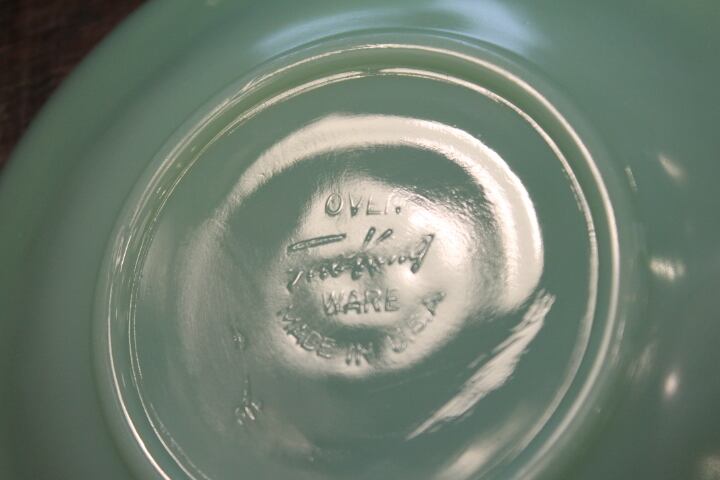 OVEN
Fire-King
WARE
MADE IN U.S.A